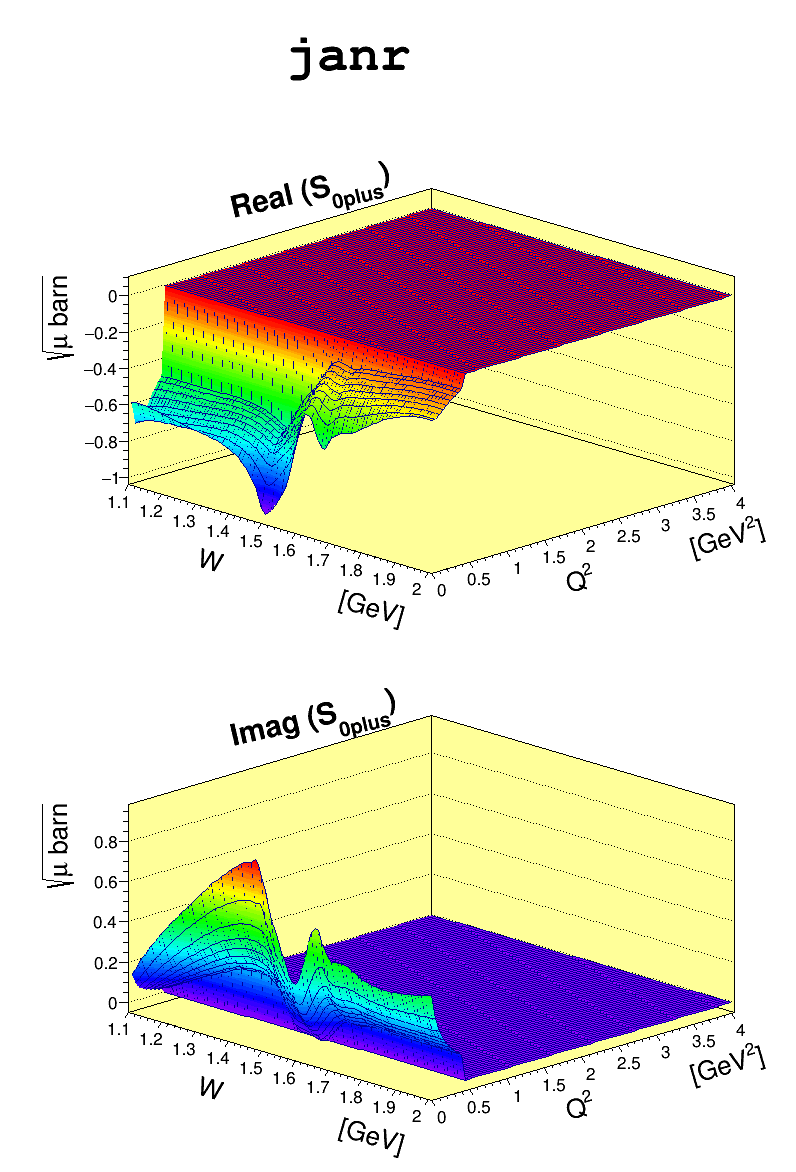 janr
Real (S0plus)
√μ barn
0
−0.2
−0.4
−0.6
−0.8
−1
1.1 1.2 1.3 1.4 1.5 1.6 1.7 1.8 1.9 2
W
[GeV]
0 0.5 1 1.5 2 2.5 3 3.5 4
Q²
[GeV²]
Imag (S0plus)
√μ barn
0.8
0.6
0.4
0.2
0
1.1 1.2 1.3 1.4 1.5 1.6 1.7 1.8 1.9 2
W
[GeV]
0 0.5 1 1.5 2 2.5 3 3.5 4
Q²
[GeV²]